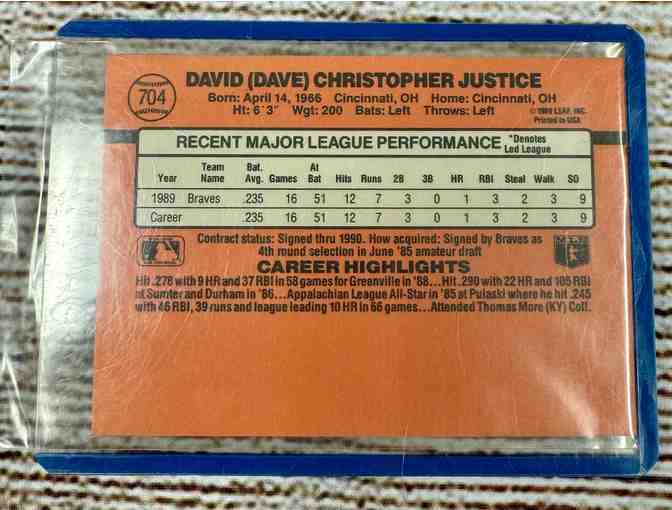 704
DAVID (DAVE) CHRISTOPHER JUSTICE
Born: April 14, 1966 Cincinnati, OH Home: Cincinnati, OH
Ht: 6'3" Wgt: 200 Bats: Left Throws: Left
© 1989 LEAF, INC.
Printed in USA
RECENT MAJOR LEAGUE PERFORMANCE *Denotes
Led League
Year Team Name Bat. Avg. Games At Bat Hits Runs 2B 3B HR RBI Steal Walk SO
1989 Braves .235 16 51 12 7 3 0 1 3 2 3 9
Career .235 16 51 12 7 3 0 1 3 2 3 9
Contract status: Signed thru 1990. How acquired: Signed by Braves as
4th round selection in June '85 amateur draft
CAREER HIGHLIGHTS
Hit .278 with 9 HR and 37 RBI in 58 games for Greenville in '88...Hit .290 with 22 HR and 105 RBI
at Sumter and Durham in '86...Appalachian League All-Star in '85 at Pulaski where he hit .245
with 46 RBI, 39 runs and league leading 10 HR in 66 games...Attended Thomas More (KY) Coll.